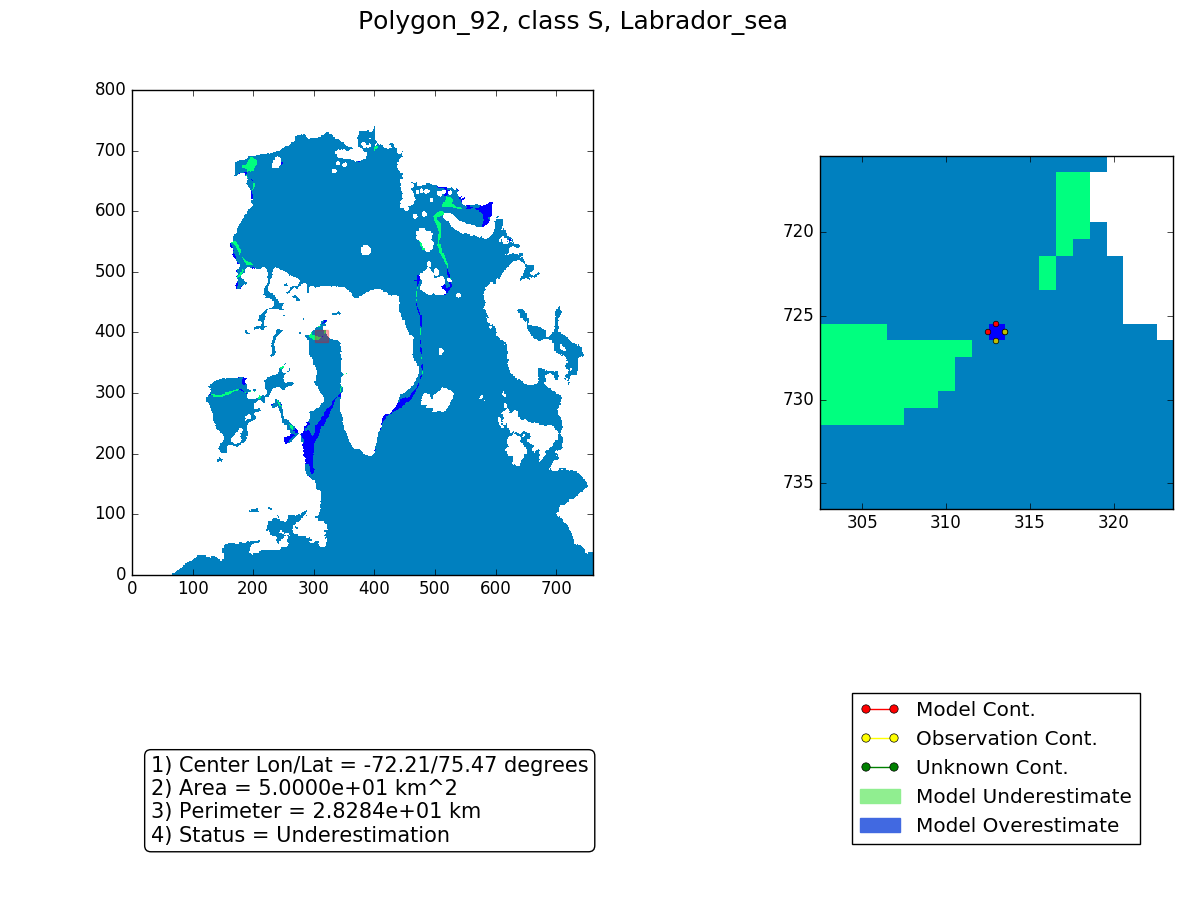 Polygon_92, class S, Labrador_sea
800
700
600
500
400
300
200
100
0
0 100 200 300 400 500 600 700
720
725
730
735
305 310 315 320
1) Center Lon/Lat = -72.21/75.47 degrees
2) Area = 5.0000e+01 km^2
3) Perimeter = 2.8284e+01 km
4) Status = Underestimation
Model Cont.
Observation Cont.
Unknown Cont.
Model Underestimate
Model Overestimate